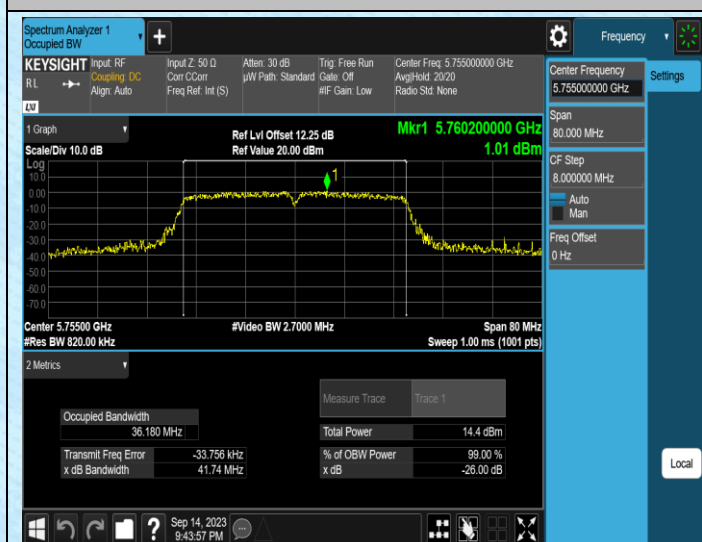 Spectrum Analyzer 1
Occupied BW
Frequency
KEYSIGHT
RL
LXI
Input: RF
Coupling: DC
Align: Auto
Input Z: 50 Ω
Corr CCorr
Freq Ref: Int (S)
Atten: 30 dB
µW Path: Standard
Trig: Free Run
Gate: Off
#IF Gain: Low
Center Freq: 5.755000000 GHz
Avg|Hold: 20/20
Radio Std: None
Center Frequency
5.755000000 GHz
Settings
Span
80.000 MHz
CF Step
8.000000 MHz
Auto
Man
Freq Offset
0 Hz
Local
1 Graph
Scale/Div 10.0 dB
Ref Lvl Offset 12.25 dB
Ref Value 20.00 dBm
Mkr1 5.760200000 GHz
1.01 dBm
Log
10.0
0.00
-10.0
-20.0
-30.0
-40.0
-50.0
-60.0
-70.0
1
Center 5.75500 GHz
#Res BW 820.00 kHz
#Video BW 2.7000 MHz
Span 80 MHz
Sweep 1.00 ms (1001 pts)
2 Metrics
Measure Trace Trace 1
Occupied Bandwidth
36.180 MHz
Total Power 14.4 dBm
Transmit Freq Error -33.756 kHz
% of OBW Power 99.00 %
x dB Bandwidth 41.74 MHz
x dB -26.00 dB
?
Sep 14, 2023
9:43:57 PM